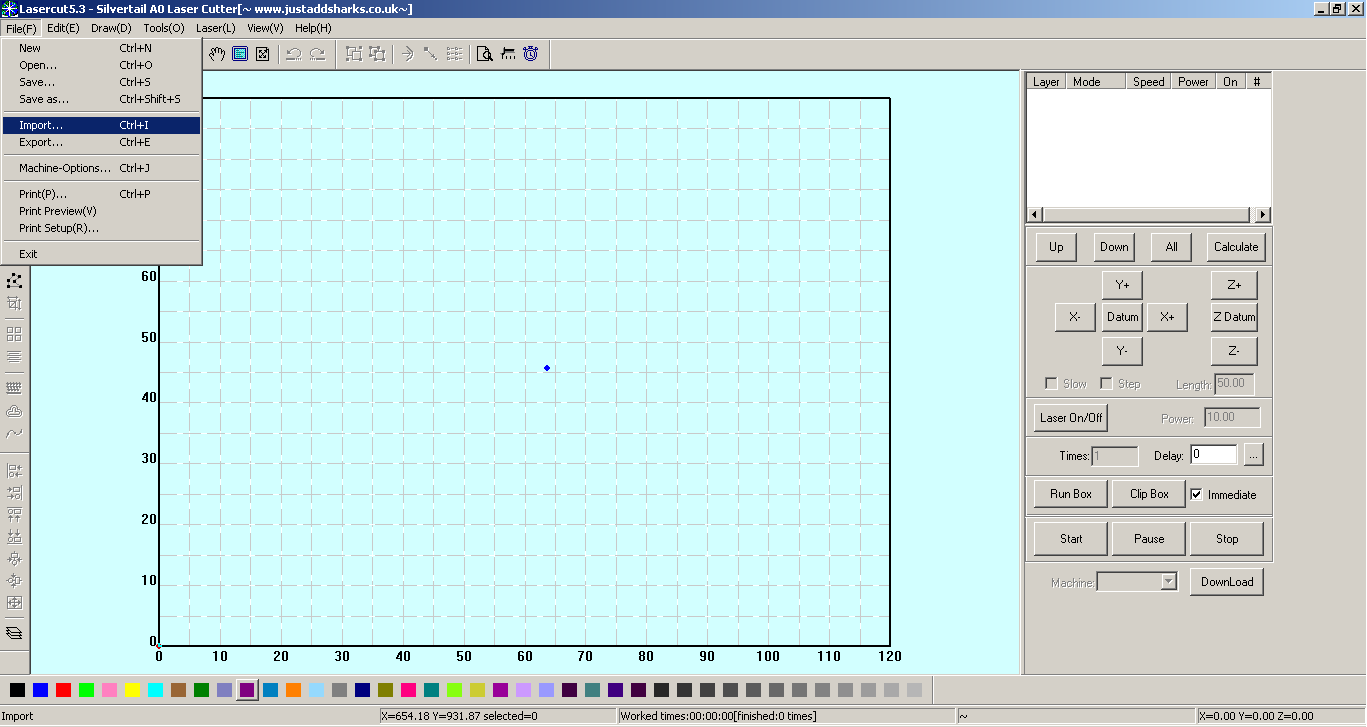 Lasercut5.3 - Silvertail A0 Laser Cutter[~ www.justaddsharks.co.uk~]
File(F) Edit(E) Draw(D) Tools(O) Laser(L) View(V) Help(H)
New Ctrl+N
Open... Ctrl+O
Save... Ctrl+S
Save as... Ctrl+Shift+S
Import... Ctrl+I
Export... Ctrl+E
Machine-Options... Ctrl+J
Print(P)... Ctrl+P
Print Preview(V)
Print Setup(R)...
Exit
60
50
40
30
20
10
0
0 10 20 30 40 50 60 70 80 90 100 110 120
Layer Mode Speed Power On #
Up Down All Calculate
Y+ Z+
X- Datum X+ Z Datum
Y- Z-
Slow Step Length: 50.00
Laser On/Off Power: 10.00
Times: 1 Delay: 0 ...
Run Box Clip Box Immediate
Start Pause Stop
Machine: DownLoad
Import X=654.18 Y=931.87 selected=0 Worked times:00:00:00[finished:0 times] ~ X=0.00 Y=0.00 Z=0.00